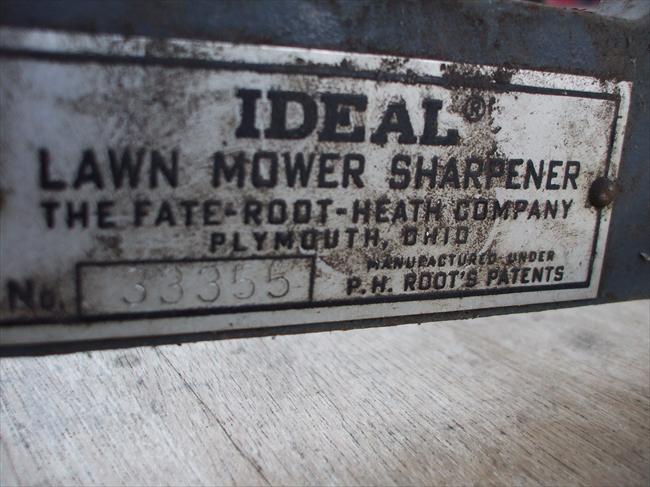 IDEAL®
LAWN MOWER SHARPENER
THE FATE-ROOT-HEATH COMPANY
PLYMOUTH, OHIO
MANUFACTURED UNDER
P.H. ROOT'S PATENTS
No. 33355